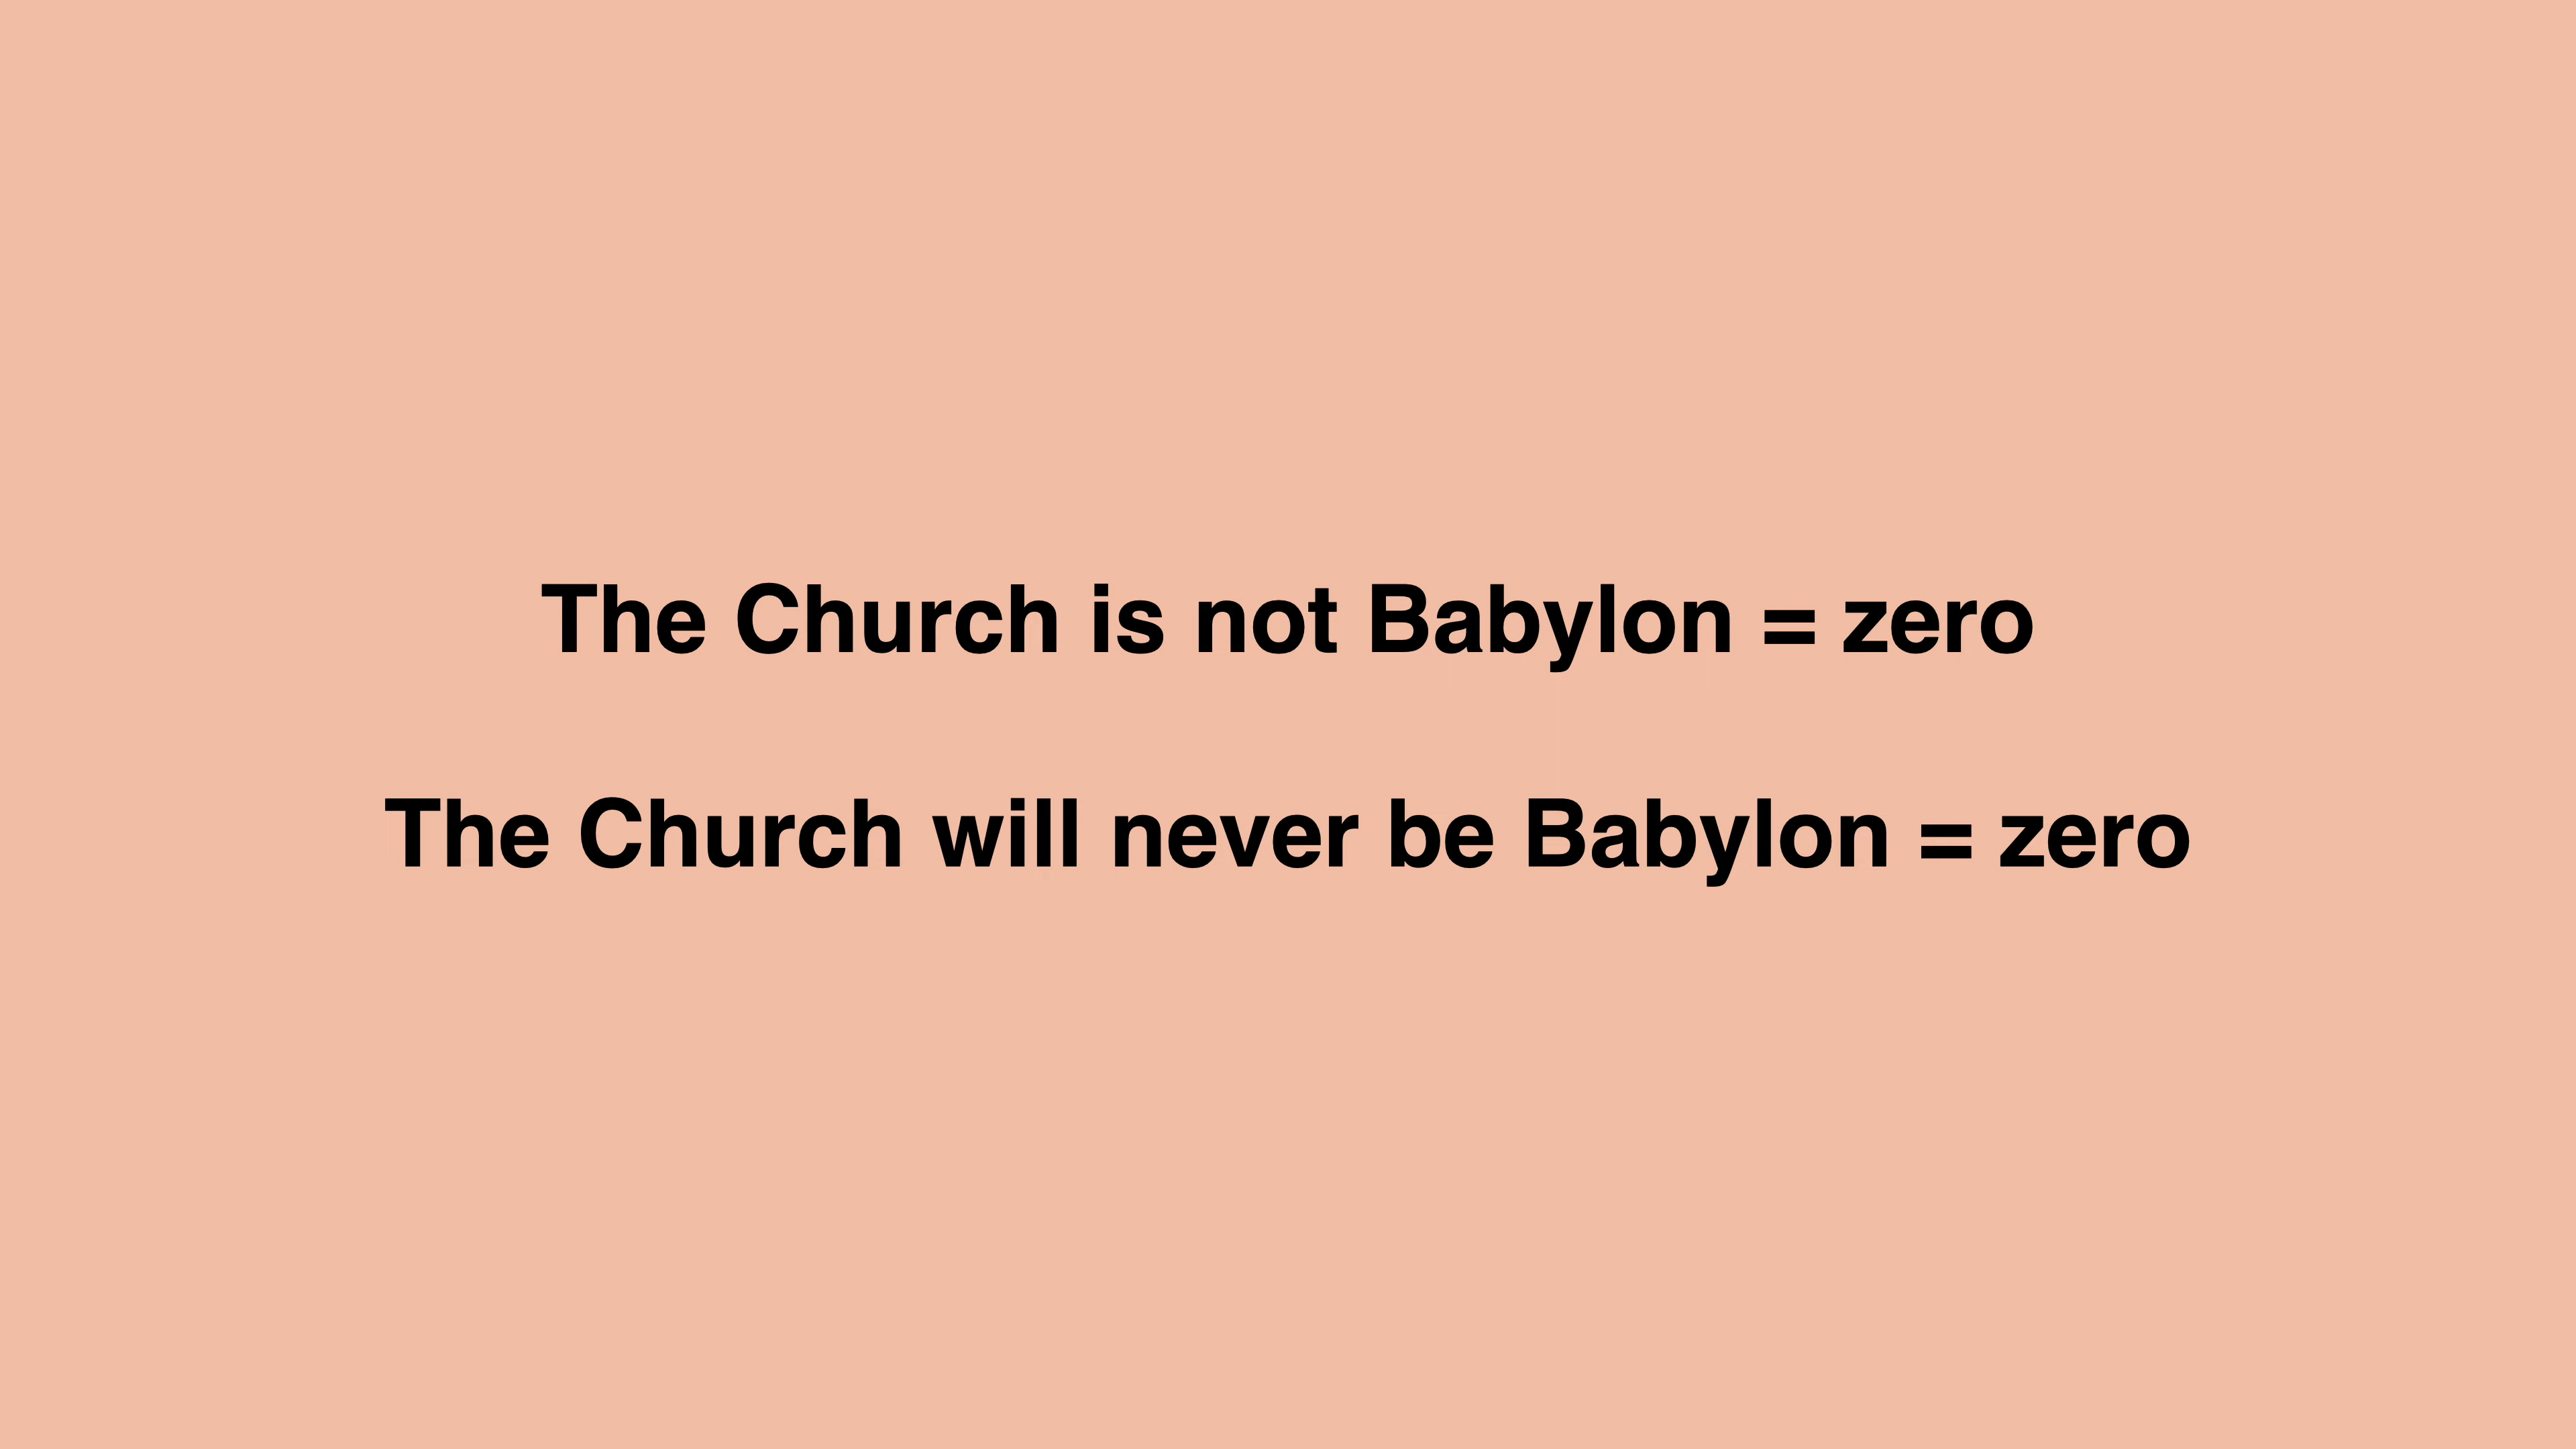 The Church is not Babylon = zero
The Church will never be Babylon = zero